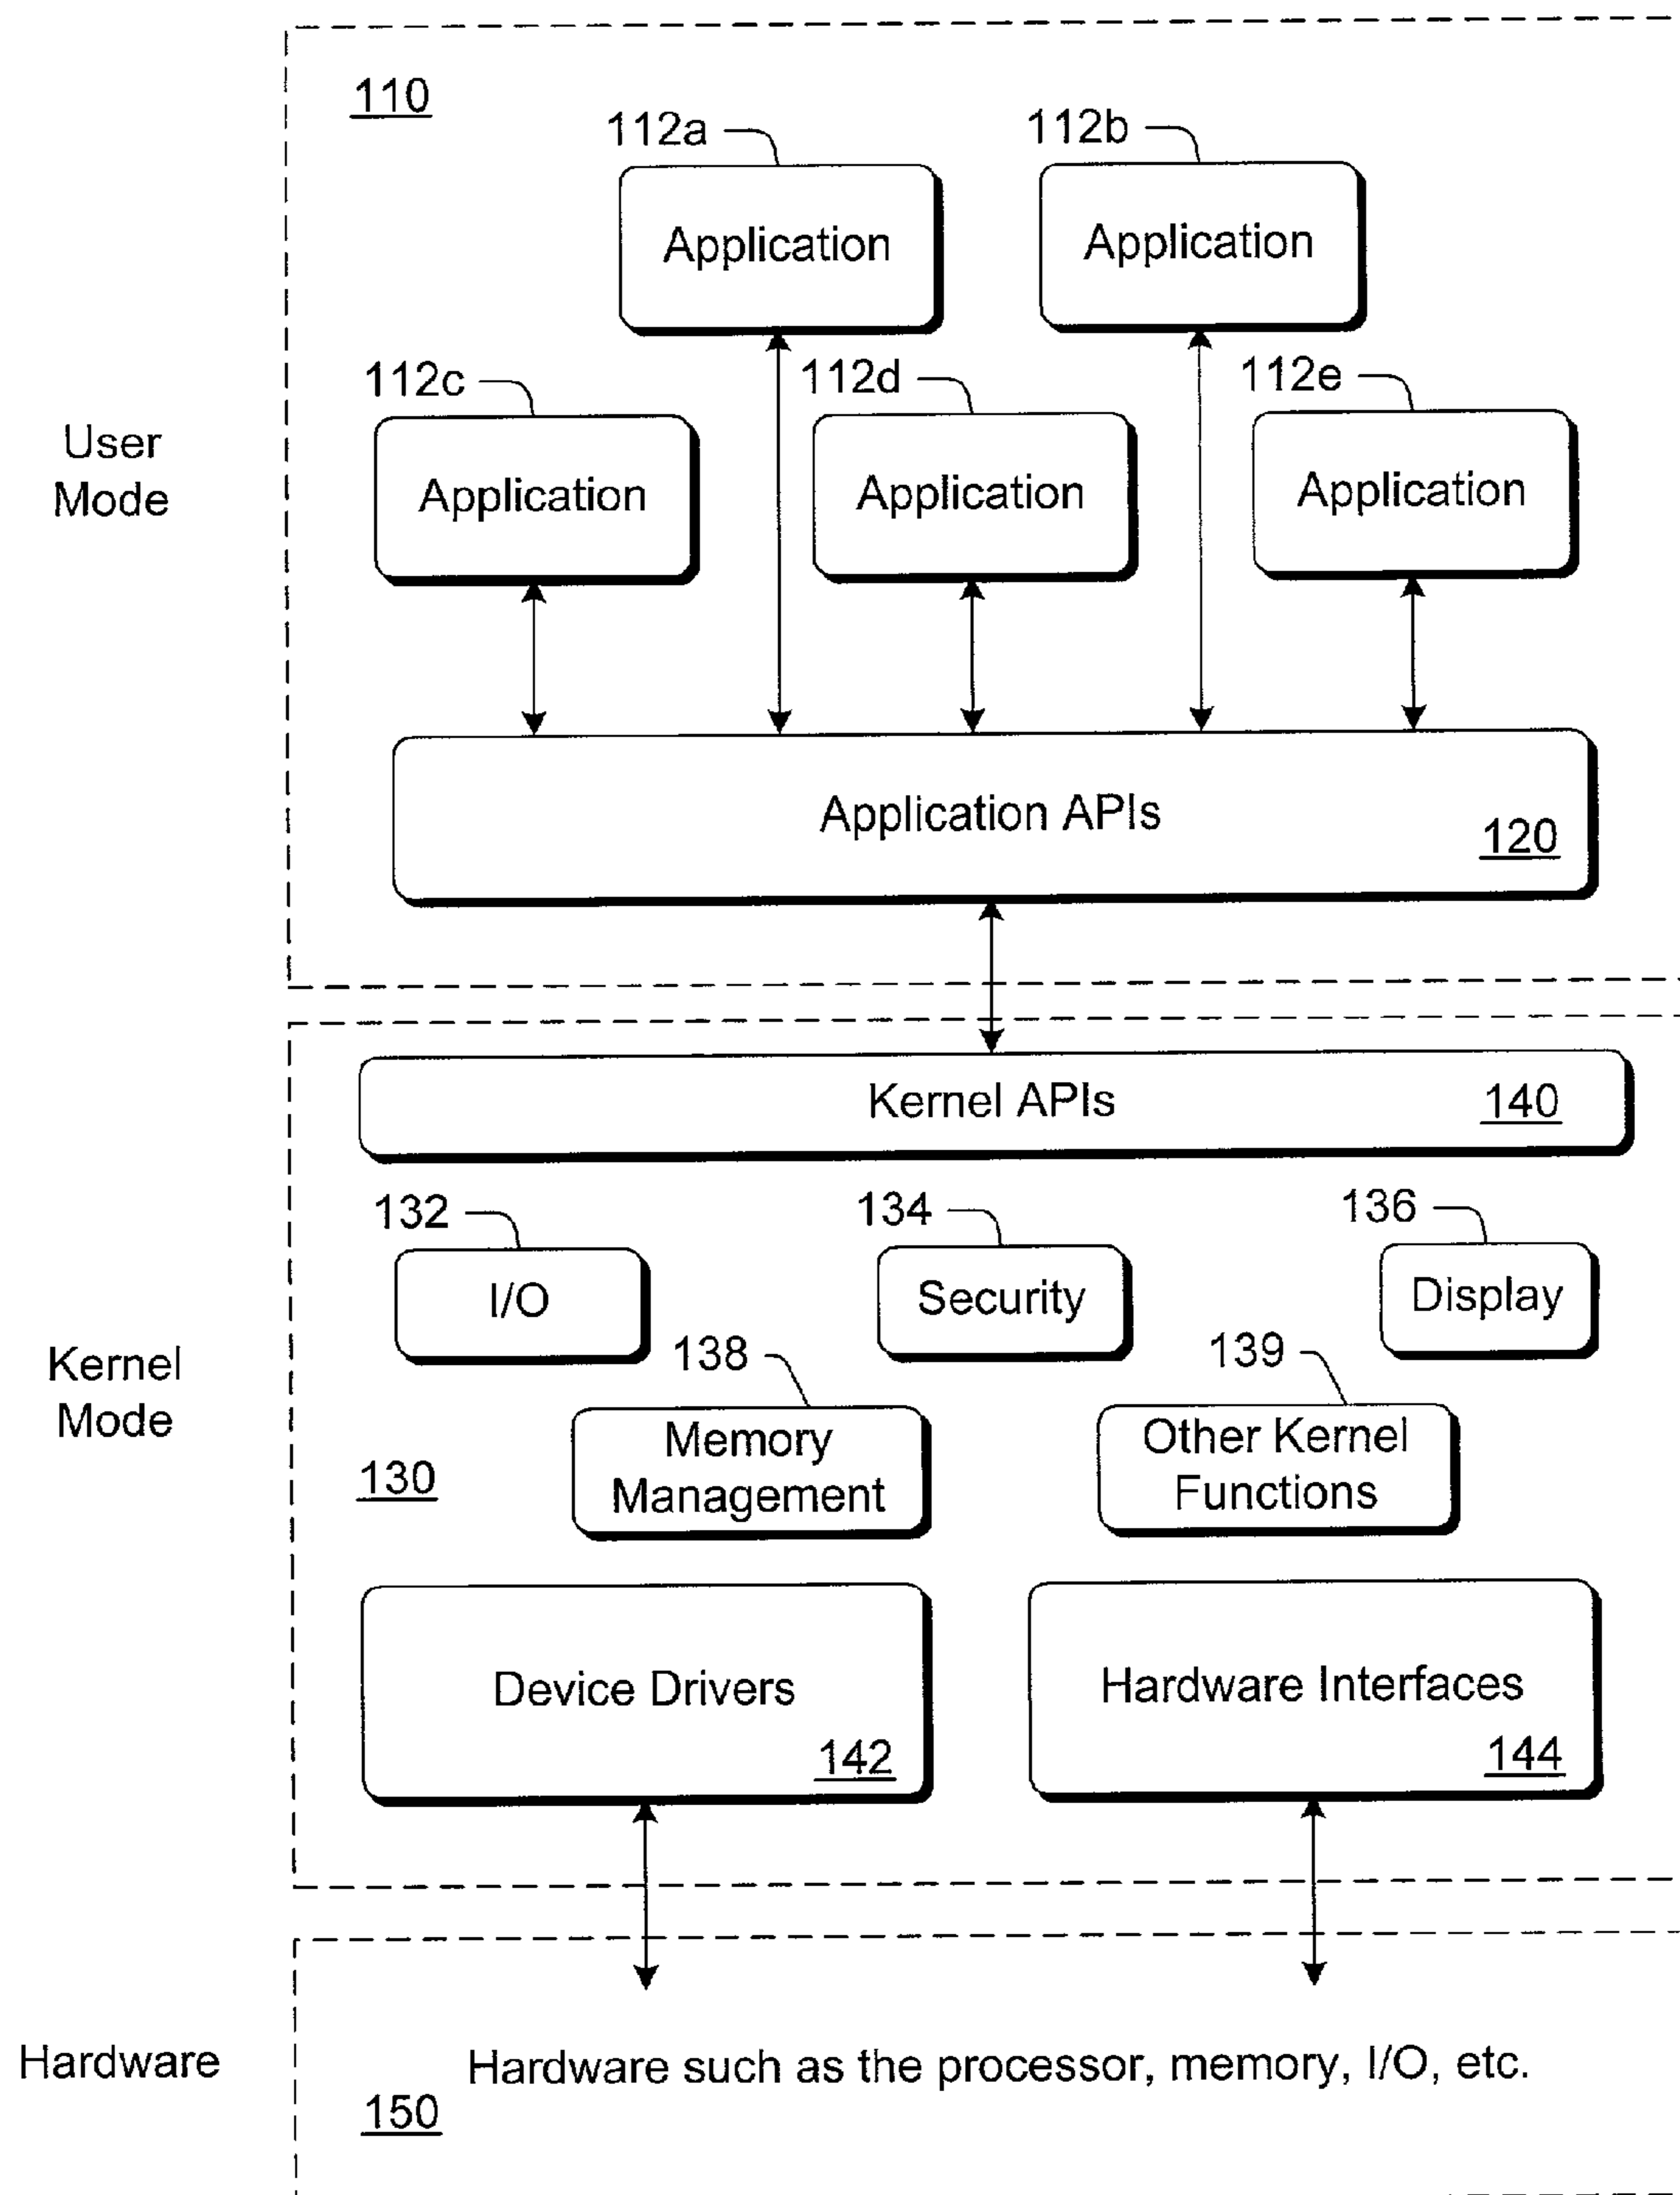 110
112a
112b
Application
Application
112c
112d
112e
User
Mode
Application
Application
Application
Application APIs
120
Kernel APIs
140
132
134
136
I/O
Security
Display
138
139
Kernel
Mode
Memory
Management
Other Kernel
Functions
130
Device Drivers
142
Hardware Interfaces
144
Hardware
Hardware such as the processor, memory, I/O, etc.
150